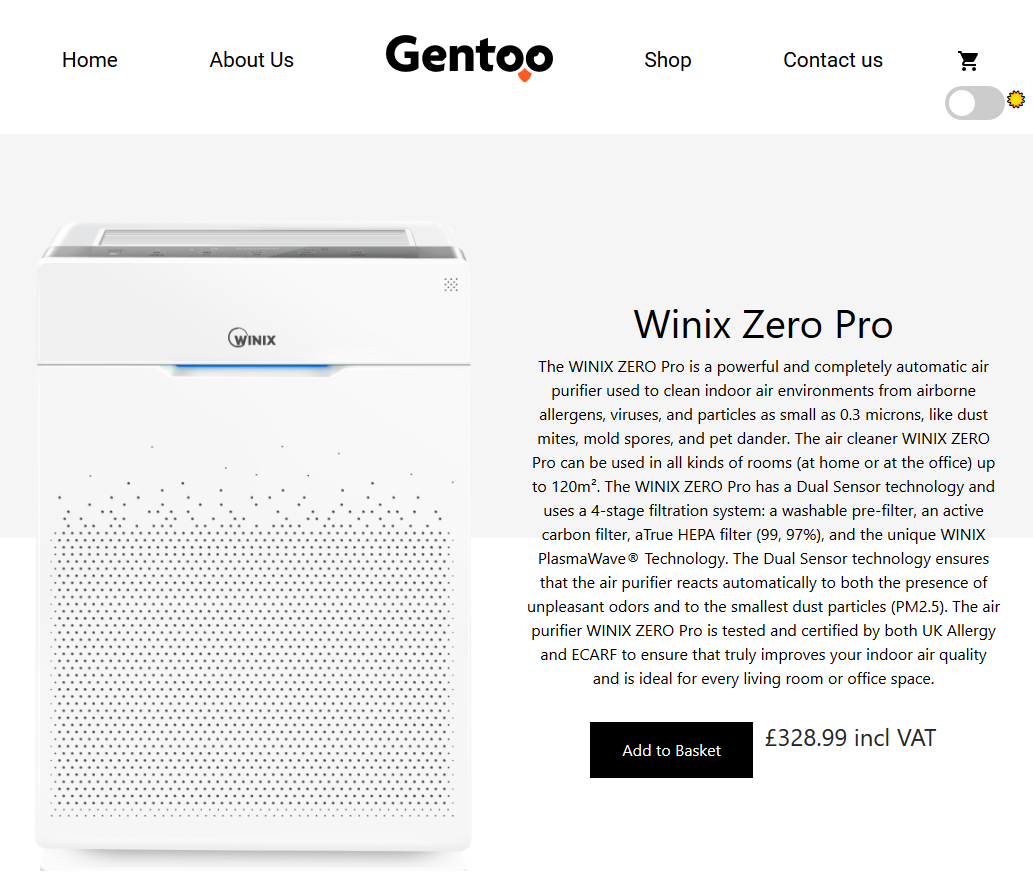 Home About Us Gentoo Shop Contact us
WINIX
Winix Zero Pro
The WINIX ZERO Pro is a powerful and completely automatic air
purifier used to clean indoor air environments from airborne
allergens, viruses, and particles as small as 0.3 microns, like dust
mites, mold spores, and pet dander. The air cleaner WINIX ZERO
Pro can be used in all kinds of rooms (at home or at the office) up
to 120m². The WINIX ZERO Pro has a Dual Sensor technology and
uses a 4-stage filtration system: a washable pre-filter, an active
carbon filter, aTrue HEPA filter (99, 97%), and the unique WINIX
PlasmaWave® Technology. The Dual Sensor technology ensures
that the air purifier reacts automatically to both the presence of
unpleasant odors and to the smallest dust particles (PM2.5). The air
purifier WINIX ZERO Pro is tested and certified by both UK Allergy
and ECARF to ensure that truly improves your indoor air quality
and is ideal for every living room or office space.
Add to Basket £328.99 incl VAT